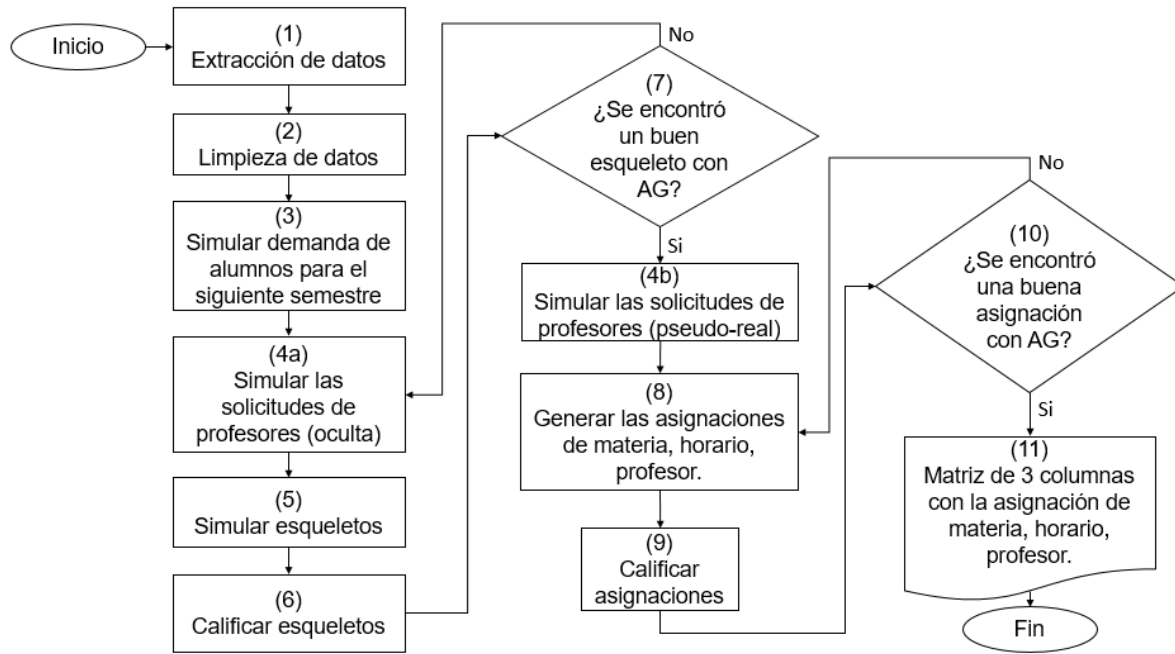 Inicio
(1)
Extracción de datos
(2)
Limpieza de datos
(3)
Simular demanda de
alumnos para el
siguiente semestre
(4a)
Simular las
solicitudes de
profesores (oculta)
(5)
Simular esqueletos
(6)
Calificar esqueletos
No
(7)
¿Se encontró
un buen
esqueleto con
AG?
Si
(4b)
Simular las solicitudes de
profesores (pseudo-real)
(8)
Generar las asignaciones
de materia, horario,
profesor.
(9)
Calificar
asignaciones
No
(10)
¿Se encontró
una buena
asignación
con AG?
Si
(11)
Matriz de 3 columnas
con la asignación de
materia, horario,
profesor.
Fin